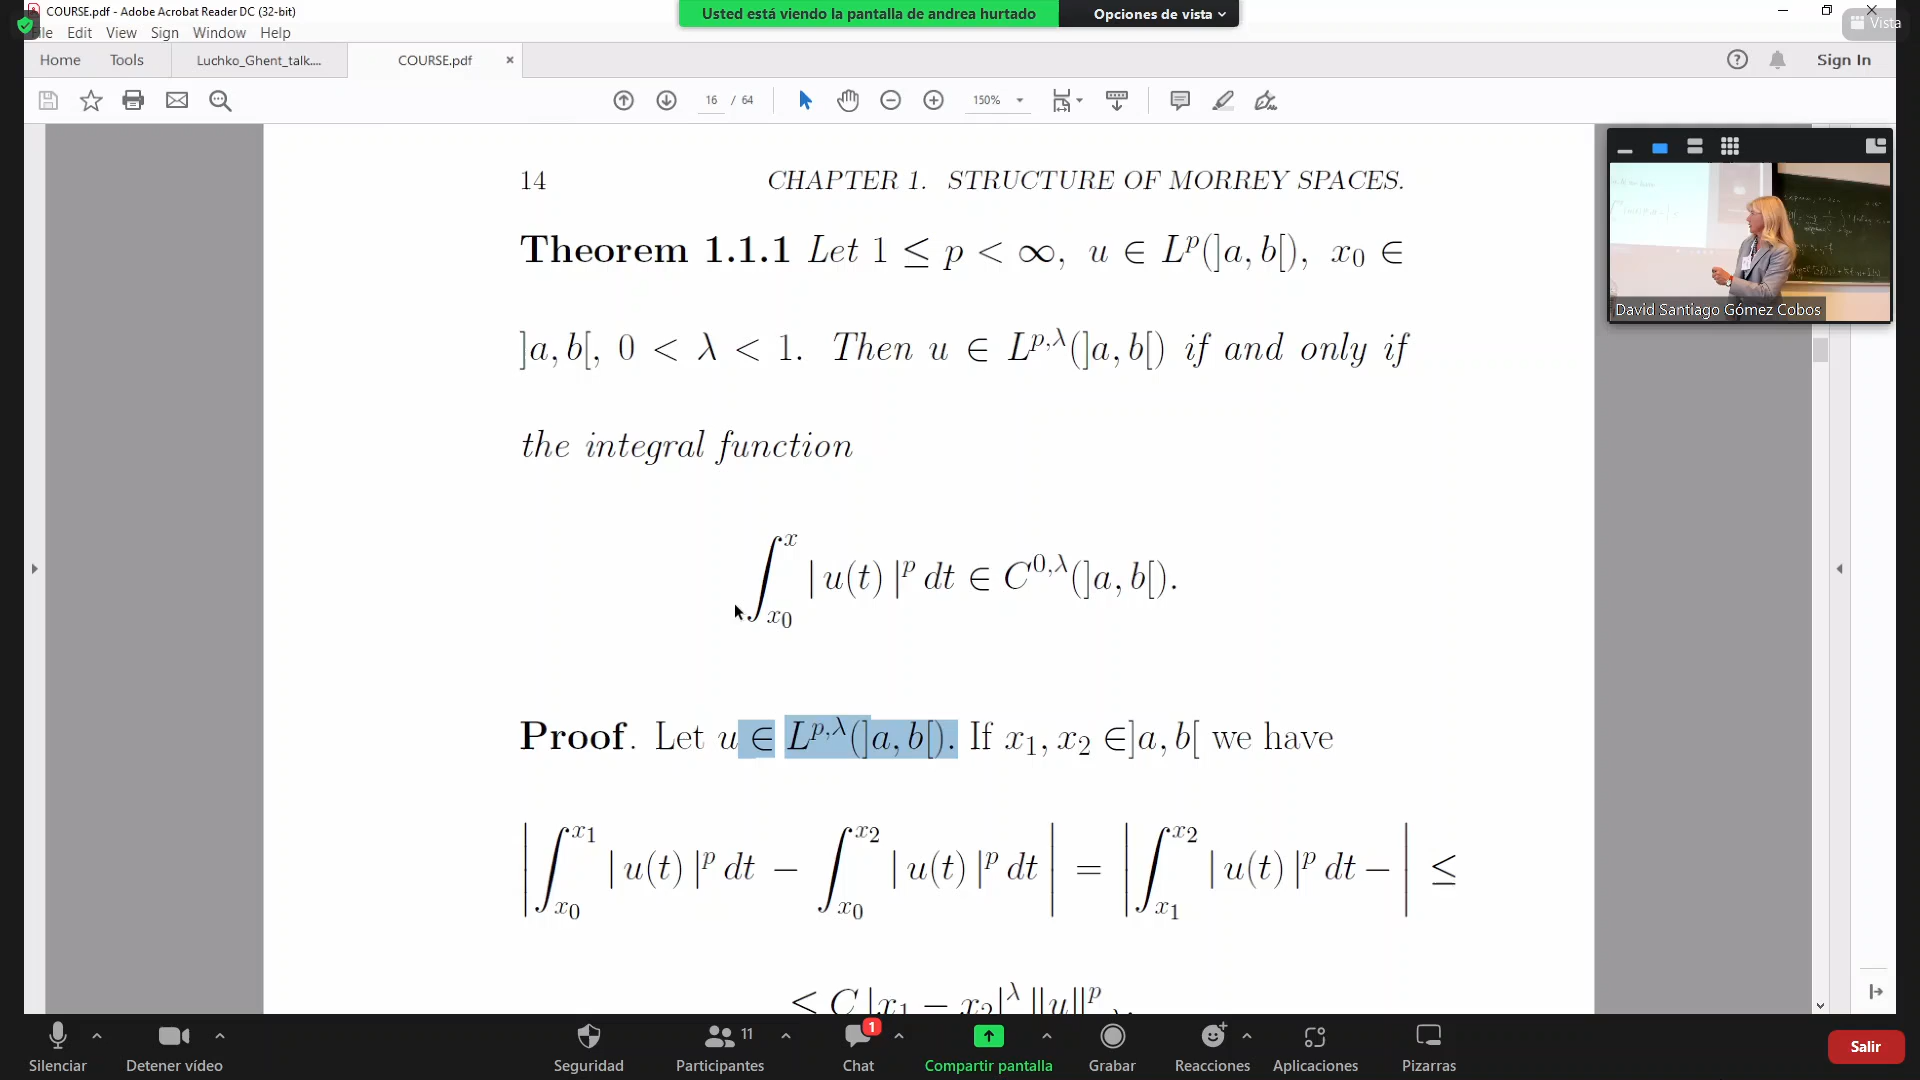 COURSE.pdf - Adobe Acrobat Reader DC (32-bit)
Usted está viendo la pantalla de andrea hurtado
Opciones de vista
Vista
File Edit View Sign Window Help
Home Tools Luchko_Ghent_talk.... COURSE.pdf × Sign In
16 / 64 150%
14 CHAPTER 1. STRUCTURE OF MORREY SPACES.
Theorem 1.1.1 Let 1 ≤ p < ∞, u ∈ L^p(]a, b[), x_0 ∈
]a, b[, 0 < λ < 1. Then u ∈ L^{p,λ}(]a, b[) if and only if
the integral function
∫_{x_0}^{x} | u(t) |^p dt ∈ C^{0,λ}(]a, b[).
Proof. Let u ∈ L^{p,λ}(]a, b[). If x_1, x_2 ∈]a, b[ we have
| ∫_{x_0}^{x_1} | u(t) |^p dt − ∫_{x_0}^{x_2} | u(t) |^p dt | = | ∫_{x_1}^{x_2} | u(t) |^p dt − | ≤
≤ C |x_1 − x_2|^λ ||u||^p
David Santiago Gómez Cobos
11 1
Silenciar Detener vídeo Seguridad Participantes Chat Compartir pantalla Grabar Reacciones Aplicaciones Pizarras Salir